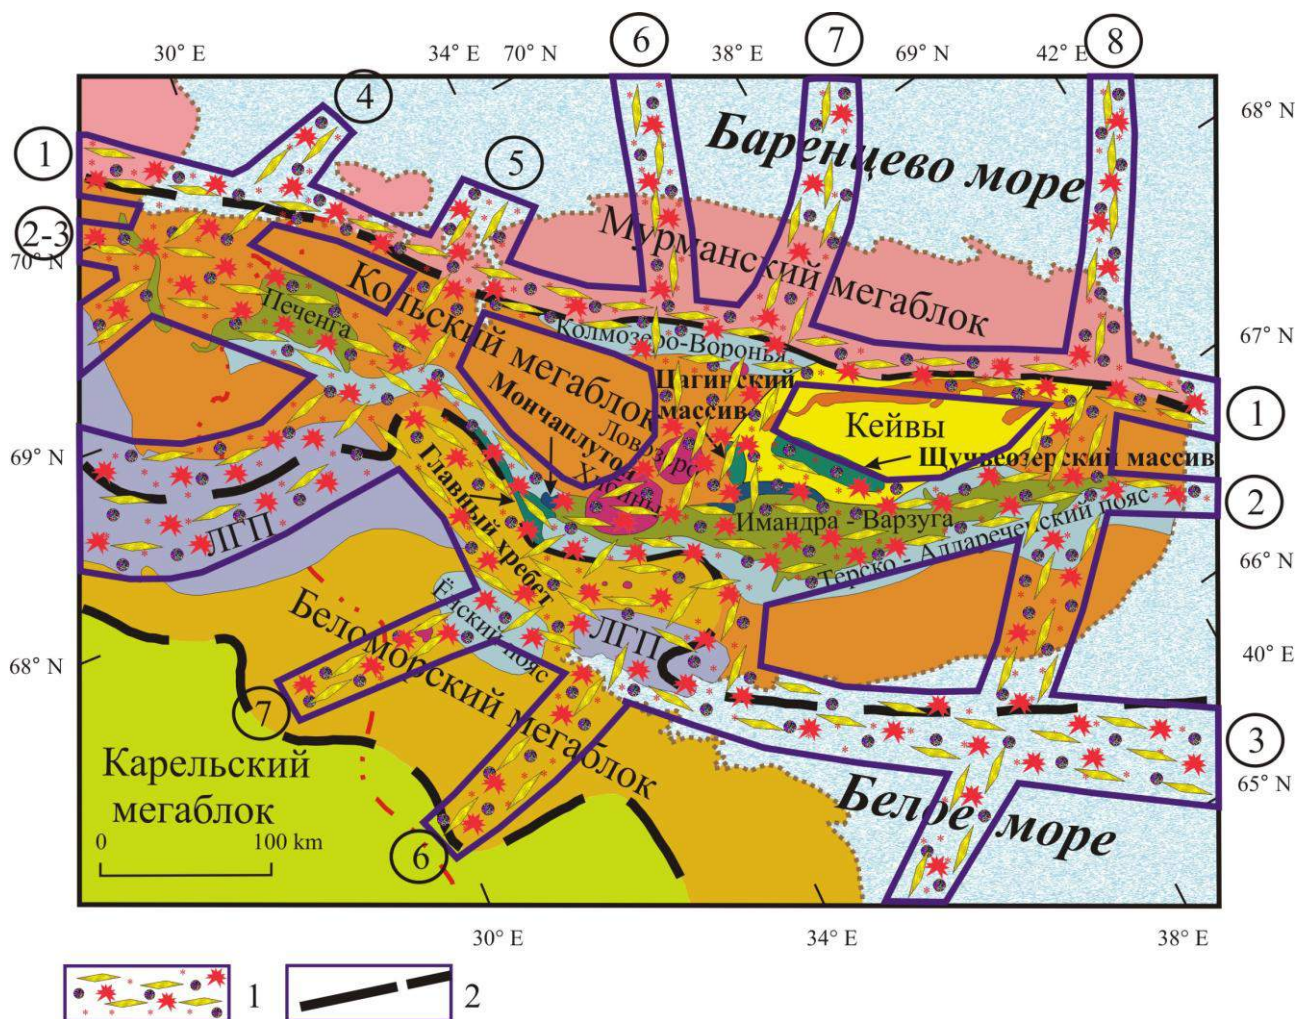 30° E
34° E
70° N
6
38° E
7
69° N
42° E
8
68° N
4
1
5
Баренцево море
2-3
70° N
Мурманский мегаблок
Кольский мегаблок
Печенга
Колмозеро-Воронья
67° N
Цагинский
массив
Мончаплутон
Ловозеро
Хибины
Кейвы
1
69° N
Щучьеозерский массив
Главный хребет
2
ЛГП
Имандра - Варзуга
Терско - Аллареченский пояс
66° N
Ёнский пояс
ЛГП
Беломорский мегаблок
68° N
40° E
7
3
Карельский
мегаблок
Белое море
65° N
0
100 km
6
30° E
34° E
38° E
1
2